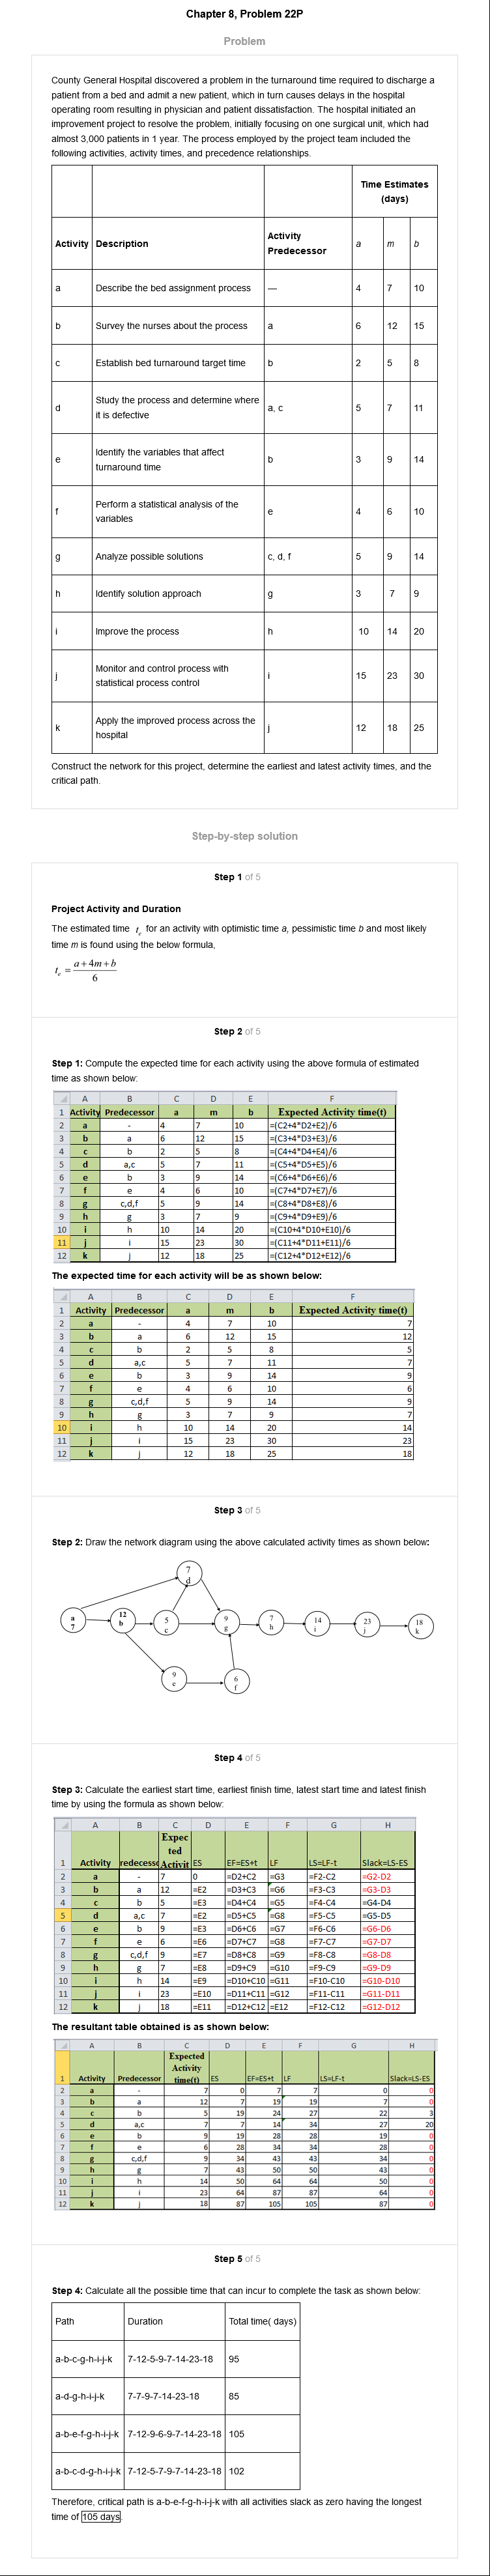 Chapter 8, Problem 22P
Problem
County General Hospital discovered a problem in the turnaround time required to discharge a
patient from a bed and admit a new patient, which in turn causes delays in the hospital
operating room resulting in physician and patient dissatisfaction. The hospital initiated an
improvement project to resolve the problem, initially focusing on one surgical unit, which had
almost 3,000 patients in 1 year. The process employed by the project team included the
following activities, activity times, and precedence relationships.
Time Estimates
(days)
Activity Description Activity Predecessor a m b
a Describe the bed assignment process — 4 7 10
b Survey the nurses about the process a 6 12 15
c Establish bed turnaround target time b 2 5 8
d Study the process and determine where it is defective a, c 5 7 11
e Identify the variables that affect turnaround time b 3 9 14
f Perform a statistical analysis of the variables e 4 6 10
g Analyze possible solutions c, d, f 5 9 14
h Identify solution approach g 3 7 9
i Improve the process h 10 14 20
j Monitor and control process with statistical process control i 15 23 30
k Apply the improved process across the hospital j 12 18 25
Construct the network for this project, determine the earliest and latest activity times, and the
critical path.
Step-by-step solution
Step 1 of 5
Project Activity and Duration
The estimated time te for an activity with optimistic time a, pessimistic time b and most likely
time m is found using the below formula,
te = a+4m+b
6
Step 2 of 5
Step 1: Compute the expected time for each activity using the above formula of estimated
time as shown below:
A B C D E F
1 Activity Predecessor a m b Expected Activity time(t)
2 a - 4 7 10 =(C2+4*D2+E2)/6
3 b a 6 12 15 =(C3+4*D3+E3)/6
4 c b 2 5 8 =(C4+4*D4+E4)/6
5 d a,c 5 7 11 =(C5+4*D5+E5)/6
6 e b 3 9 14 =(C6+4*D6+E6)/6
7 f e 4 6 10 =(C7+4*D7+E7)/6
8 g c,d,f 5 9 14 =(C8+4*D8+E8)/6
9 h g 3 7 9 =(C9+4*D9+E9)/6
10 i h 10 14 20 =(C10+4*D10+E10)/6
11 j i 15 23 30 =(C11+4*D11+E11)/6
12 k j 12 18 25 =(C12+4*D12+E12)/6
The expected time for each activity will be as shown below:
A B C D E F
1 Activity Predecessor a m b Expected Activity time(t)
2 a - 4 7 10 7
3 b a 6 12 15 12
4 c b 2 5 8 5
5 d a,c 5 7 11 7
6 e b 3 9 14 9
7 f e 4 6 10 6
8 g c,d,f 5 9 14 9
9 h g 3 7 9 7
10 i h 10 14 20 14
11 j i 15 23 30 23
12 k j 12 18 25 18
Step 3 of 5
Step 2: Draw the network diagram using the above calculated activity times as shown below:
7
d
a
7
12
b
5
c
9
g
7
h
14
i
23
j
18
k
9
e
6
f
Step 4 of 5
Step 3: Calculate the earliest start time, earliest finish time, latest start time and latest finish
time by using the formula as shown below:
A B C D E F G H
Expec
ted
1 Activity redecesso Activit ES EF=ES+t LF LS=LF-t Slack=LS-ES
2 a - 7 0 =D2+C2 =G3 =F2-C2 =G2-D2
3 b a 12 =E2 =D3+C3 =G6 =F3-C3 =G3-D3
4 c b 5 =E3 =D4+C4 =G5 =F4-C4 =G4-D4
5 d a,c 7 =E2 =D5+C5 =G8 =F5-C5 =G5-D5
6 e b 9 =E3 =D6+C6 =G7 =F6-C6 =G6-D6
7 f e 6 =E6 =D7+C7 =G8 =F7-C7 =G7-D7
8 g c,d,f 9 =E7 =D8+C8 =G9 =F8-C8 =G8-D8
9 h g 7 =E8 =D9+C9 =G10 =F9-C9 =G9-D9
10 i h 14 =E9 =D10+C10 =G11 =F10-C10 =G10-D10
11 j i 23 =E10 =D11+C11 =G12 =F11-C11 =G11-D11
12 k j 18 =E11 =D12+C12 =E12 =F12-C12 =G12-D12
The resultant table obtained is as shown below:
A B C D E F G H
Expected
Activity
1 Activity Predecessor time(t) ES EF=ES+t LF LS=LF-t Slack=LS-ES
2 a - 7 0 7 7 0 0
3 b a 12 7 19 19 7 0
4 c b 5 19 24 27 22 3
5 d a,c 7 7 14 34 27 20
6 e b 9 19 28 28 19 0
7 f e 6 28 34 34 28 0
8 g c,d,f 9 34 43 43 34 0
9 h g 7 43 50 50 43 0
10 i h 14 50 64 64 50 0
11 j i 23 64 87 87 64 0
12 k j 18 87 105 105 87 0
Step 5 of 5
Step 4: Calculate all the possible time that can incur to complete the task as shown below:
Path Duration Total time( days)
a-b-c-g-h-i-j-k 7-12-5-9-7-14-23-18 95
a-d-g-h-i-j-k 7-7-9-7-14-23-18 85
a-b-e-f-g-h-i-j-k 7-12-9-6-9-7-14-23-18 105
a-b-c-d-g-h-i-j-k 7-12-5-7-9-7-14-23-18 102
Therefore, critical path is a-b-e-f-g-h-i-j-k with all activities slack as zero having the longest
time of 105 days.